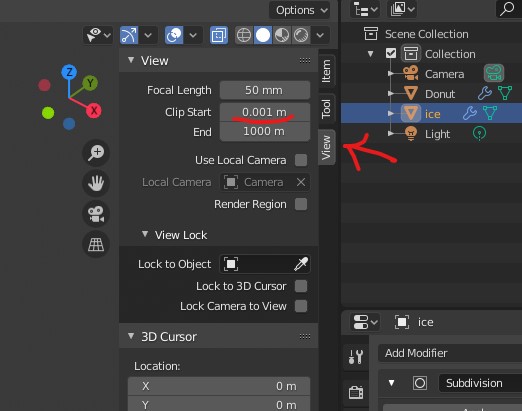 Options
View
Focal Length 50 mm
Clip Start 0.001 m
End 1000 m
Use Local Camera
Local Camera Camera
Render Region
View Lock
Lock to Object
Lock to 3D Cursor
Lock Camera to View
3D Cursor
Location:
X 0 m
Y 0 m
Item
Tool
View
Z
Y
X
Scene Collection
Collection
Camera
Donut
ice
Light
ice
Add Modifier
Subdivision